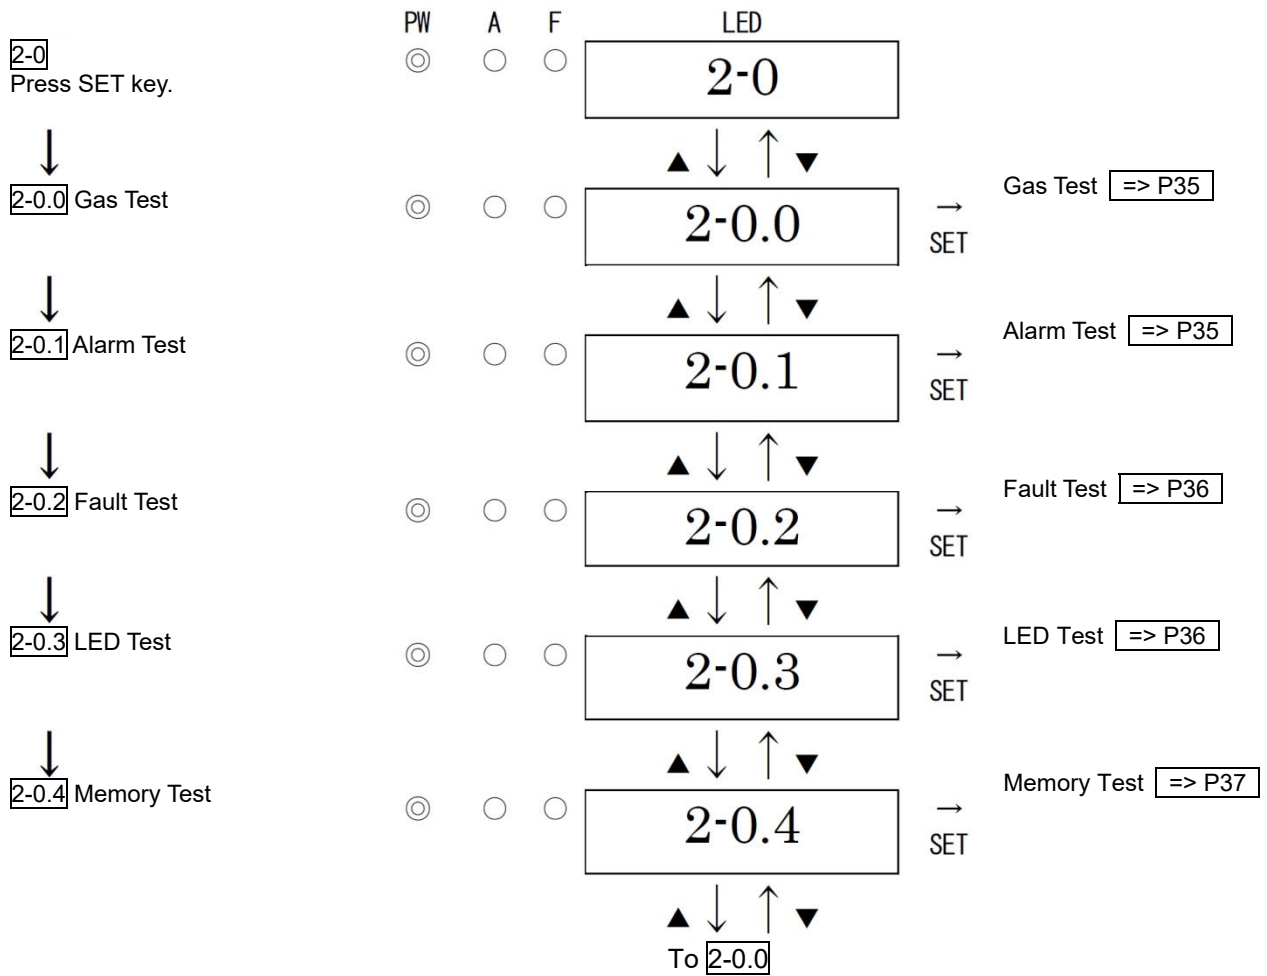 PW A F LED
2-0
Press SET key.
2-0
▲ ↓ ↑ ▼
↓
2-0.0 Gas Test
2-0.0
→
SET
Gas Test => P35
▲ ↓ ↑ ▼
↓
2-0.1 Alarm Test
2-0.1
→
SET
Alarm Test => P35
▲ ↓ ↑ ▼
↓
2-0.2 Fault Test
2-0.2
→
SET
Fault Test => P36
▲ ↓ ↑ ▼
↓
2-0.3 LED Test
2-0.3
→
SET
LED Test => P36
▲ ↓ ↑ ▼
↓
2-0.4 Memory Test
2-0.4
→
SET
Memory Test => P37
▲ ↓ ↑ ▼
To 2-0.0